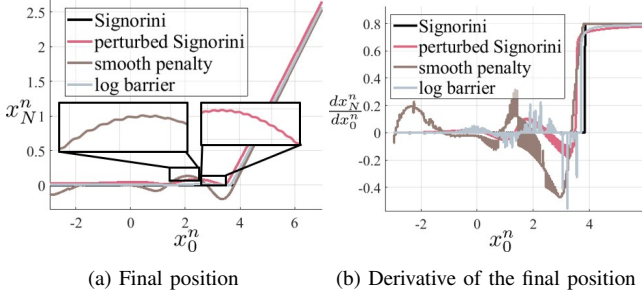 2.5
2
1.5
1
0.5
0
x_N^n
Signorini
perturbed Signorini
smooth penalty
log barrier
-2 0 2 4 6
x_0^n
(a) Final position
0.8
0.6
0.4
0.2
0
-0.2
-0.4
dx_N^n
dx_0^n
Signorini
perturbed Signorini
smooth penalty
log barrier
-2 0 2 4 6
x_0^n
(b) Derivative of the final position